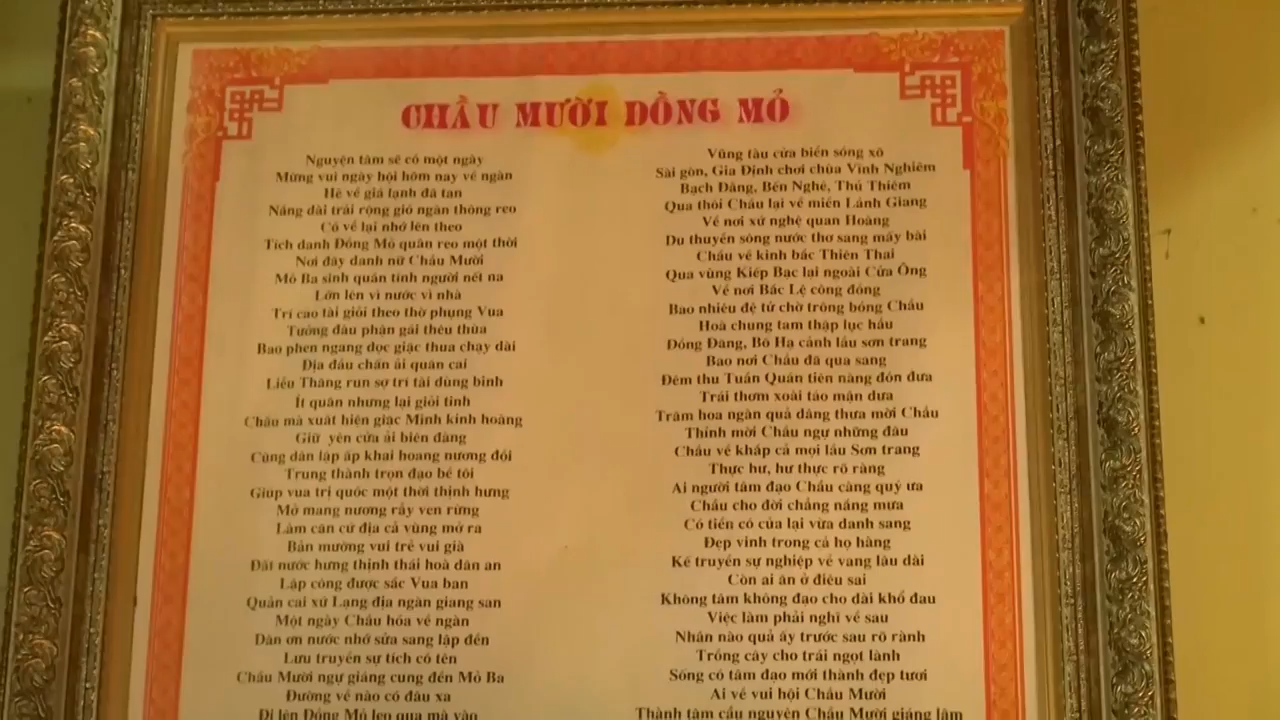 CHẦU MƯỜI ĐỒNG MỎ
Nguyện tâm sẽ có một ngày
Mừng vui ngày hội hôm nay về ngàn
Hè về giá lạnh đã tan
Nắng dài trải rộng gió ngàn thông reo
Cô về lại nhớ lên theo
Tích danh Đồng Mỏ quân reo một thời
Nơi đây danh nữ Chầu Mười
Mỏ Ba sinh quán tính người nết na
Lớn lên vì nước vì nhà
Trí cao tài giỏi theo thờ phụng Vua
Tưởng đâu phận gái thêu thùa
Bao phen ngang dọc giặc thua chạy dài
Địa đầu chấn ải quân cai
Liễu Thăng run sợ trí tài dụng binh
Ít quân nhưng lại giỏi tinh
Chầu mà xuất hiện giặc Minh kinh hoàng
Giữ yên cửa ải biên đăng
Cùng dân lập ấp khai hoang nương đồi
Trung thành trọn đạo bề tôi
Giúp vua trị quốc một thời thịnh hưng
Mở mang nương rẫy ven rừng
Làm căn cứ địa cả vùng mở ra
Bản mường vui trẻ vui già
Đất nước hưng thịnh thái hoà dân an
Lập công được sắc Vua ban
Quản cai xứ Lạng địa ngàn giang san
Một ngày Chầu hóa về ngàn
Dân ơn nước nhớ sửa sang lập đền
Lưu truyền sự tích có tên
Chầu Mười ngự giáng cung đền Mỏ Ba
Đường về nào có đâu xa
Đi lên Đồng Mỏ leo qua mà vào
Vũng tàu cửa biển sóng xô
Sài gòn, Gia Định chơi chùa Vĩnh Nghiêm
Bạch Đằng, Bến Nghé, Thủ Thiêm
Qua thôi Chầu lại về miền Lánh Giang
Về nơi xứ nghệ quan Hoàng
Du thuyền sông nước thơ sang mấy bài
Chầu về kinh bắc Thiên Thai
Qua vùng Kiếp Bạc lại ngoài Cửa Ông
Về nơi Bắc Lệ công đồng
Bao nhiêu đệ tử chờ trông bóng Chầu
Hoà chung tam thập lục hầu
Đồng Đăng, Bố Hạ cảnh lầu sơn trang
Bao nơi Chầu đã qua sang
Đêm thu Tuần Quán tiên nàng đón đưa
Trái thơm xoài táo mận dưa
Trăm hoa ngàn quả dâng thưa mời Chầu
Thỉnh mời Chầu ngự những đâu
Chầu về khắp cả mọi lầu Sơn trang
Thực hư, hư thực rõ ràng
Ai người tâm đạo Chầu càng quý ưa
Chầu cho đời chẳng nắng mưa
Có tiền có của lại vừa danh sang
Đẹp vinh trong cả họ hàng
Kế truyền sự nghiệp vẻ vang lâu dài
Còn ai ăn ở điêu sai
Không tâm không đạo cho dài khổ đau
Việc làm phải nghĩ về sau
Nhân nào quả ấy trước sau rõ rành
Trồng cây cho trái ngọt lành
Sống có tâm đạo mới thành đẹp tươi
Ai về vui hội Chầu Mười
Thành tâm cầu nguyện Chầu Mười giáng lâm